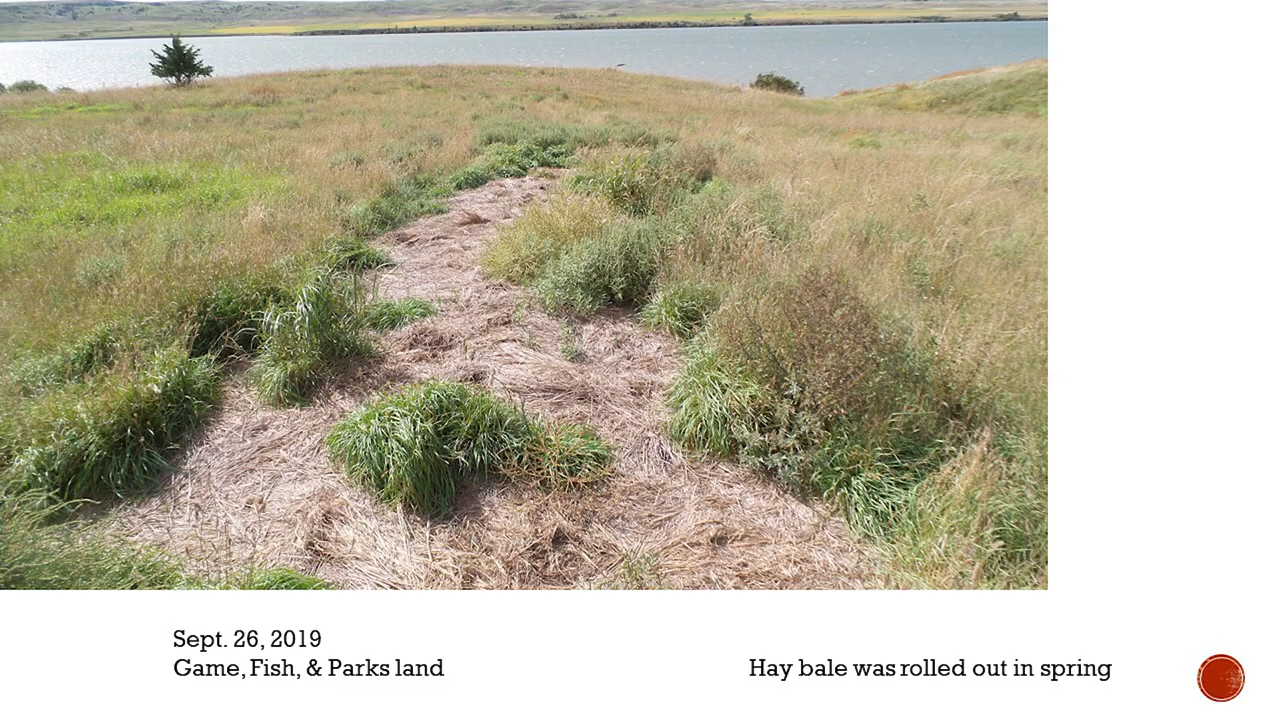 Sept. 26, 2019
Game, Fish, & Parks land
Hay bale was rolled out in spring